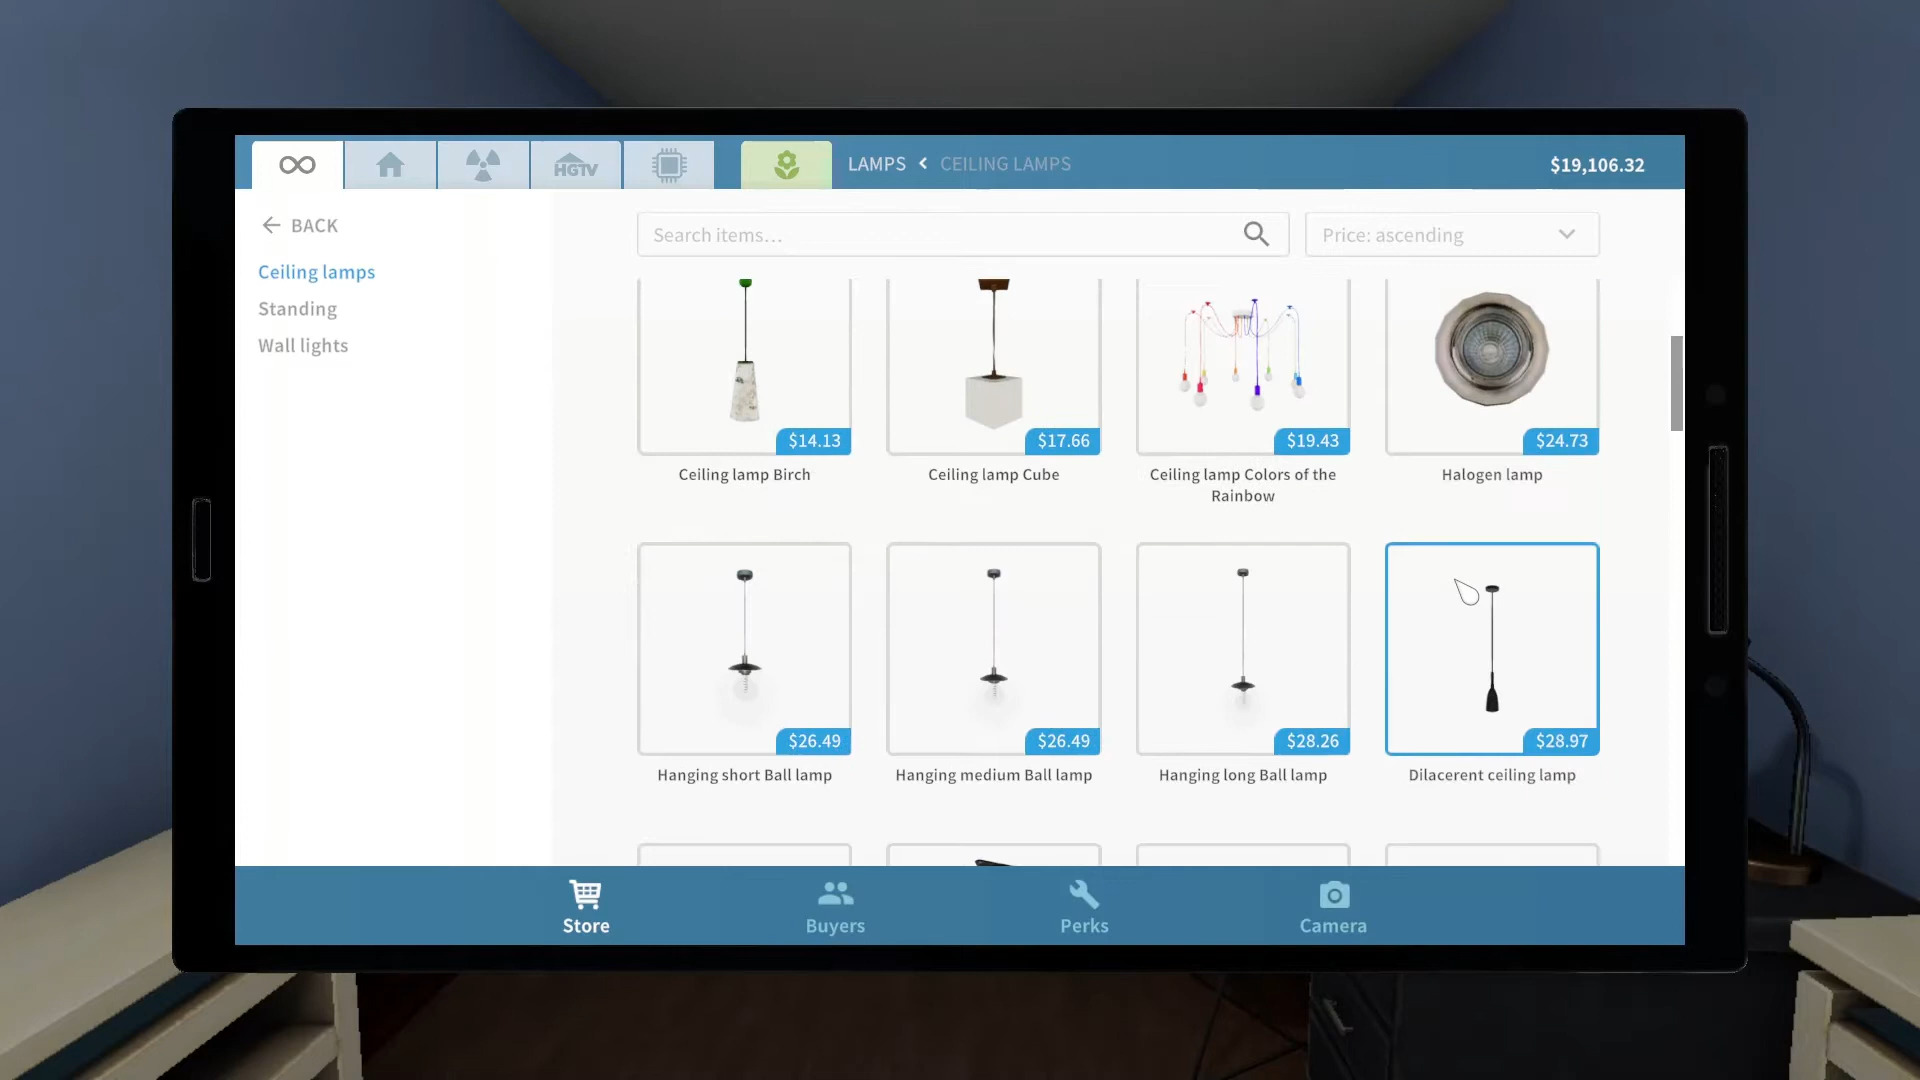 HGTV
LAMPS < CEILING LAMPS
$19,106.32
BACK
Search items...
Price: ascending
Ceiling lamps
Standing
Wall lights
$14.13
$17.66
$19.43
$24.73
Ceiling lamp Birch
Ceiling lamp Cube
Ceiling lamp Colors of the
Rainbow
Halogen lamp
$26.49
$26.49
$28.26
$28.97
Hanging short Ball lamp
Hanging medium Ball lamp
Hanging long Ball lamp
Dilacerent ceiling lamp
Store
Buyers
Perks
Camera